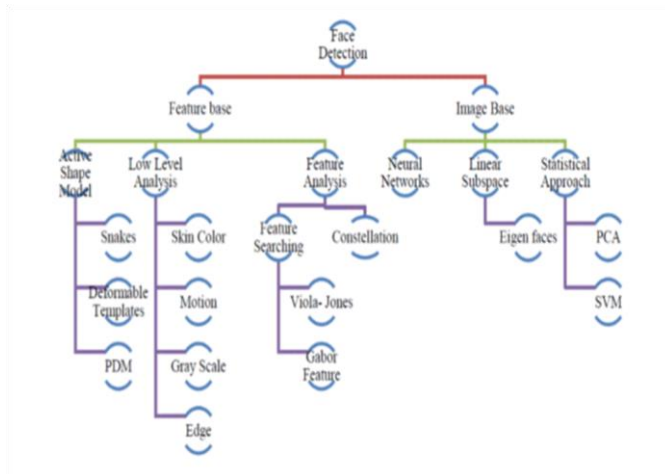 Face
Detection
Feature base
Image Base
Active
Shape
Model
Low Level
Analysis
Feature
Analysis
Neural
Networks
Linear
Subspace
Statistical
Approach
Snakes
Skin Color
Feature
Searching
Constellation
Eigen faces
PCA
Deformable
Templates
Motion
Viola- Jones
SVM
PDM
Gray Scale
Gabor
Feature
Edge